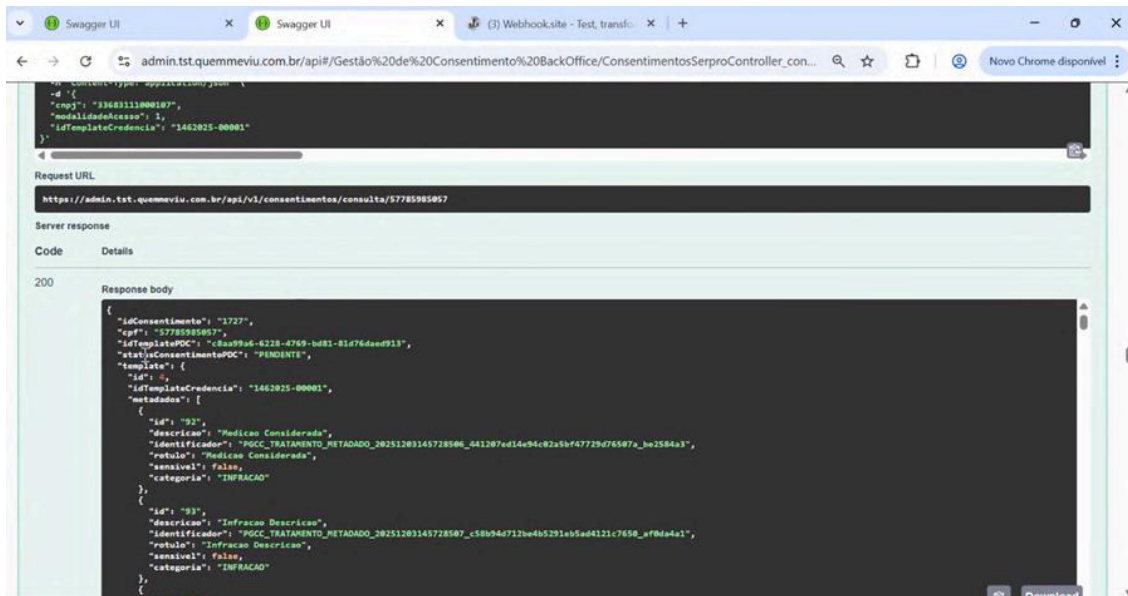 Swagger UI
Swagger UI
(3) Webhook.site - Test, transfo
admin.tst.quemmeviu.com.br/api#/Gestão%20de%20Consentimento%20BackOffice/ConsentimentosSerproController_con...
Novo Chrome disponível
-H "Content-Type: application/json" \
-d '{
"cnpj": "33683111000107",
"modalidadeAcesso": 1,
"idTemplateCredencia": "1462025-00001"
}'
Request URL
https://admin.tst.quemmeviu.com.br/api/v1/consentimentos/consulta/57785985057
Server response
Code Details
200
Response body
{
"idConsentimento": "1727",
"cpf": "57785985057",
"idTemplatePDC": "c8aa99a6-6228-4769-bd81-81d76daed913",
"statusConsentimentoPDC": "PENDENTE",
"template": {
"id": 4,
"idTemplateCredencia": "1462025-00001",
"metadados": [
{
"id": "92",
"descricao": "Medicao Considerada",
"identificador": "PGCC_TRATAMENTO_METADADO_20251203145728506_441207ed14e94c02a5bf47729d76507a_be2584a3",
"rotulo": "Medicao Considerada",
"sensivel": false,
"categoria": "INFRACAO"
},
{
"id": "93",
"descricao": "Infracao Descricao",
"identificador": "PGCC_TRATAMENTO_METADADO_20251203145728507_c58b94d712be4b5291eb5ad4121c7650_af0da4a1",
"rotulo": "Infracao Descricao",
"sensivel": false,
"categoria": "INFRACAO"
},
{
Download